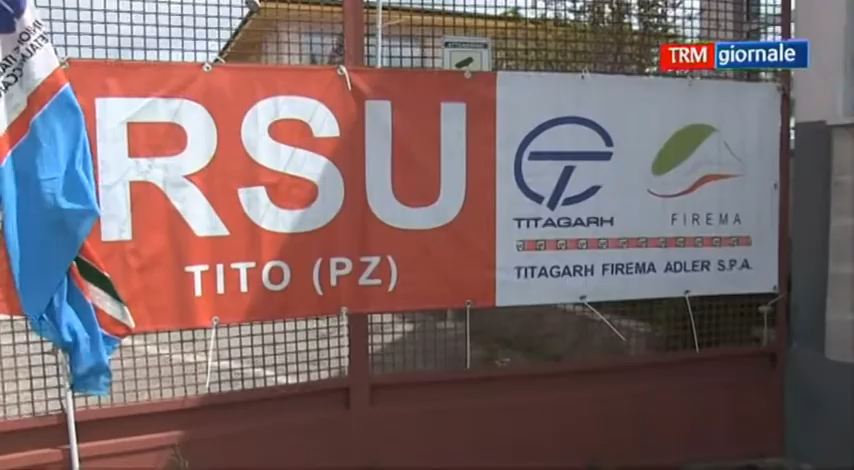 TRM giornale
RSU
TITO (PZ)
TITAGARH
FIREMA
TITAGARH FIREMA ADLER S.P.A.